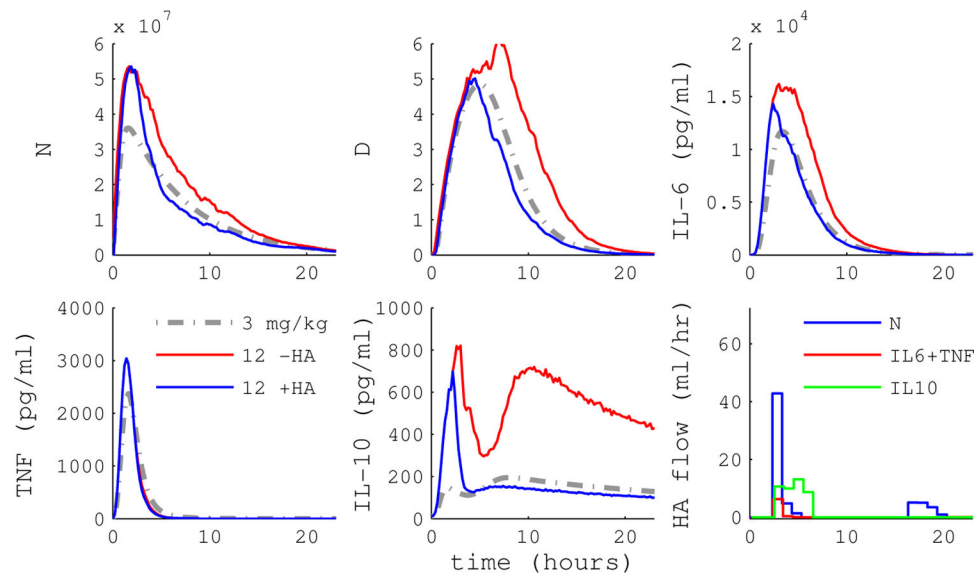 x 10^7
N
6
5
4
3
2
1
0
0 10 20
D
6
5
4
3
2
1
0
0 10 20
x 10^4
IL-6 (pg/ml)
2
1.5
1
0.5
0
0 10 20
TNF (pg/ml)
4000
3000
2000
1000
0
0 10 20
3 mg/kg
12 -HA
12 +HA
IL-10 (pg/ml)
1000
800
600
400
200
0
0 10 20
time (hours)
HA flow (ml/hr)
60
40
20
0
0 10 20
N
IL6+TNF
IL10